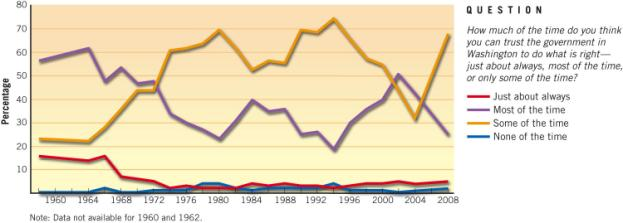 QUESTION
How much of the time do you think
you can trust the government in
Washington to do what is right—
just about always, most of the time,
or only some of the time?
Just about always
Most of the time
Some of the time
None of the time
Percentage
80
70
60
50
40
30
20
10
1960 1964 1968 1972 1976 1980 1984 1988 1992 1996 2000 2004 2008
Note: Data not available for 1960 and 1962.